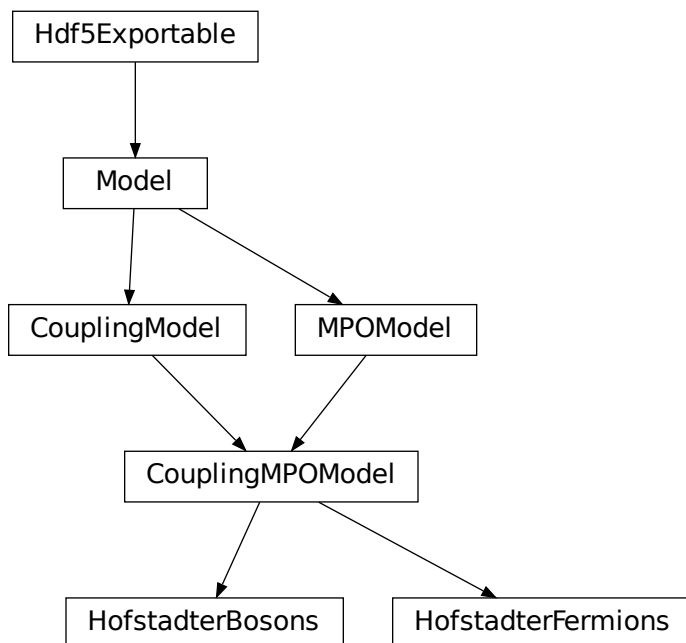 Hdf5Exportable
Model
CouplingModel
MPOModel
CouplingMPOModel
HofstadterBosons
HofstadterFermions